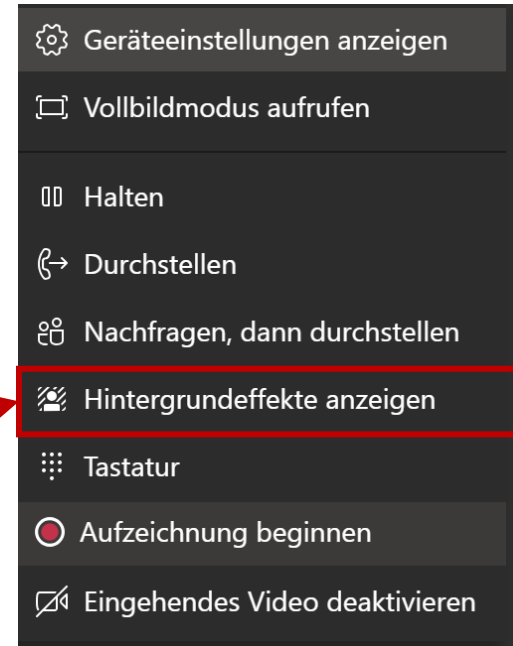 Geräteeinstellungen anzeigen
Vollbildmodus aufrufen
Halten
Durchstellen
Nachfragen, dann durchstellen
Hintergrundeffekte anzeigen
Tastatur
Aufzeichnung beginnen
Eingehendes Video deaktivieren